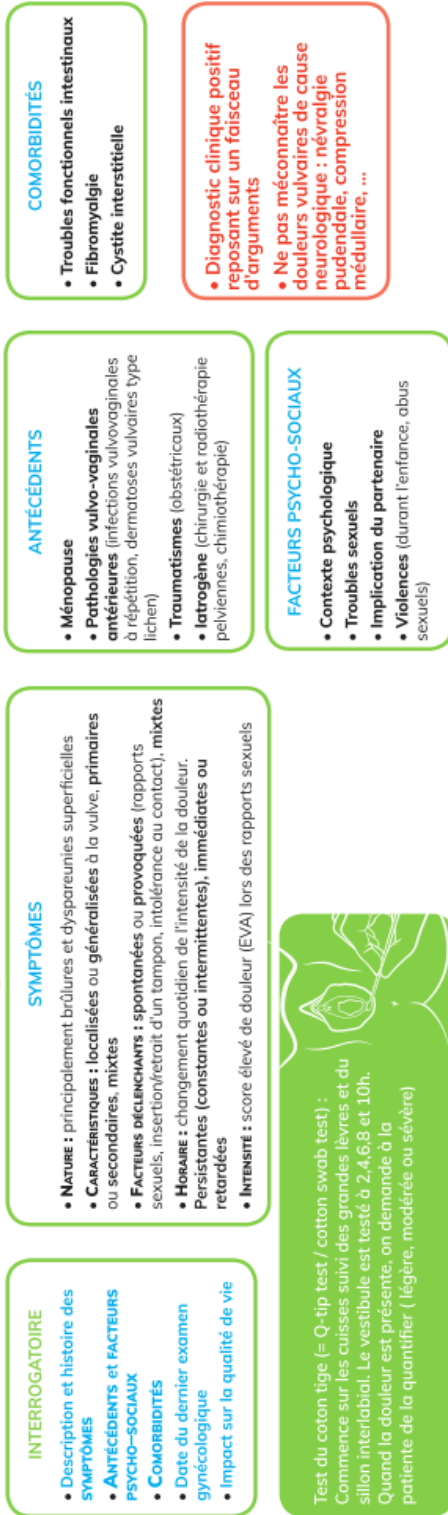 INTERROGATOIRE
• Description et histoire des
SYMPTÔMES
• ANTÉCÉDENTS et FACTEURS
PSYCHO–SOCIAUX
• COMORBIDITÉS
• Date du dernier examen
gynécologique
• Impact sur la qualité de vie
SYMPTÔMES
• NATURE : principalement brûlures et dyspareunies superficielles
• CARACTÉRISTIQUES : localisées ou généralisées à la vulve, primaires
ou secondaires, mixtes
• FACTEURS DÉCLENCHANTS : spontanées ou provoquées (rapports
sexuels, insertion/retrait d'un tampon, intolérance au contact), mixtes
• HORAIRE : changement quotidien de l'intensité de la douleur.
Persistantes (constantes ou intermittentes), immédiates ou
retardées
• INTENSITÉ : score élevé de douleur (EVA) lors des rapports sexuels
ANTÉCÉDENTS
• Ménopause
• Pathologies vulvo-vaginales
antérieures (infections vulvovaginales
à répétition, dermatoses vulvaires type
lichen)
• Traumatismes (obstétricaux)
• Iatrogène (chirurgie et radiothérapie
pelviennes, chimiothérapie)
COMORBIDITÉS
• Troubles fonctionnels intestinaux
• Fibromyalgie
• Cystite interstitielle
Test du coton tige (= Q-tip test / cotton swab test) :
Commence sur les cuisses suivi des grandes lèvres et du
sillon interlabial. Le vestibule est testé à 2,4,6,8 et 10h.
Quand la douleur est présente, on demande à la
patiente de la quantifier ( légère, modérée ou sévère)
FACTEURS PSYCHO-SOCIAUX
• Contexte psychologique
• Troubles sexuels
• Implication du partenaire
• Violences (durant l'enfance, abus
sexuels)
• Diagnostic clinique positif
reposant sur un faisceau
d'arguments
• Ne pas méconnaître les
douleurs vulvaires de cause
neurologique : névralgie
pudendale, compression
médullaire, ...